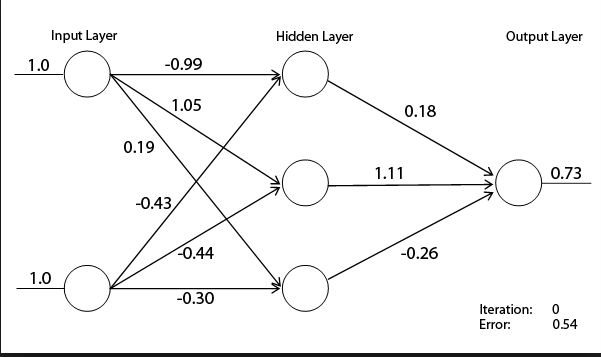 Input Layer
Hidden Layer
Output Layer
1.0
-0.99
1.05
0.18
0.19
1.11
0.73
-0.43
-0.44
-0.26
1.0
-0.30
Iteration: 0
Error: 0.54